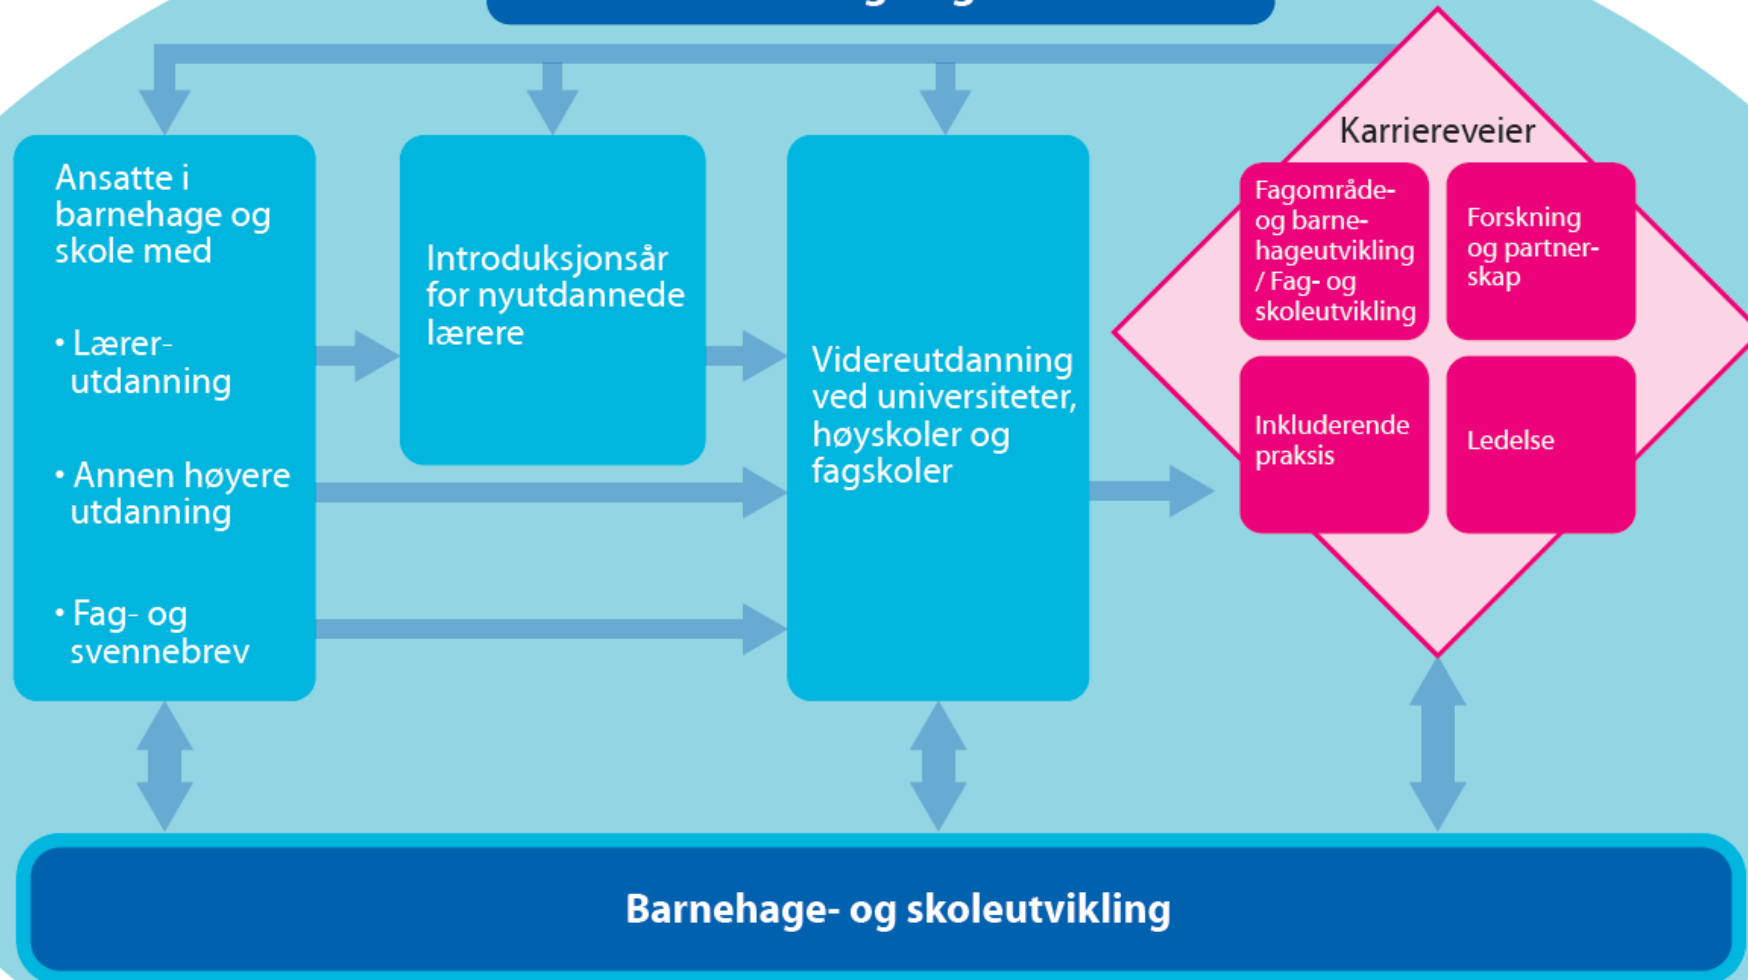 Karriereveier
Ansatte i
barnehage og
skole med
• Lærer-
utdanning
• Annen høyere
utdanning
• Fag- og
svennebrev
Introduksjonsår
for nyutdannede
lærere
Videreutdanning
ved universiteter,
høyskoler og
fagskoler
Fagområde-
og barne-
hageutvikling
/ Fag- og
skoleutvikling
Forskning
og partner-
skap
Inkluderende
praksis
Ledelse
Barnehage- og skoleutvikling